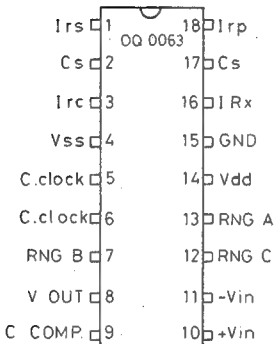 Irs 1 18 Irp
OQ 0063
Cs 2 17 Cs
Irc 3 16 IRx
Vss 4 15 GND
C.clock 5 14 Vdd
C.clock 6 13 RNG A
RNG B 7 12 RNG C
V OUT 8 11 -Vin
C COMP. 9 10 +Vin